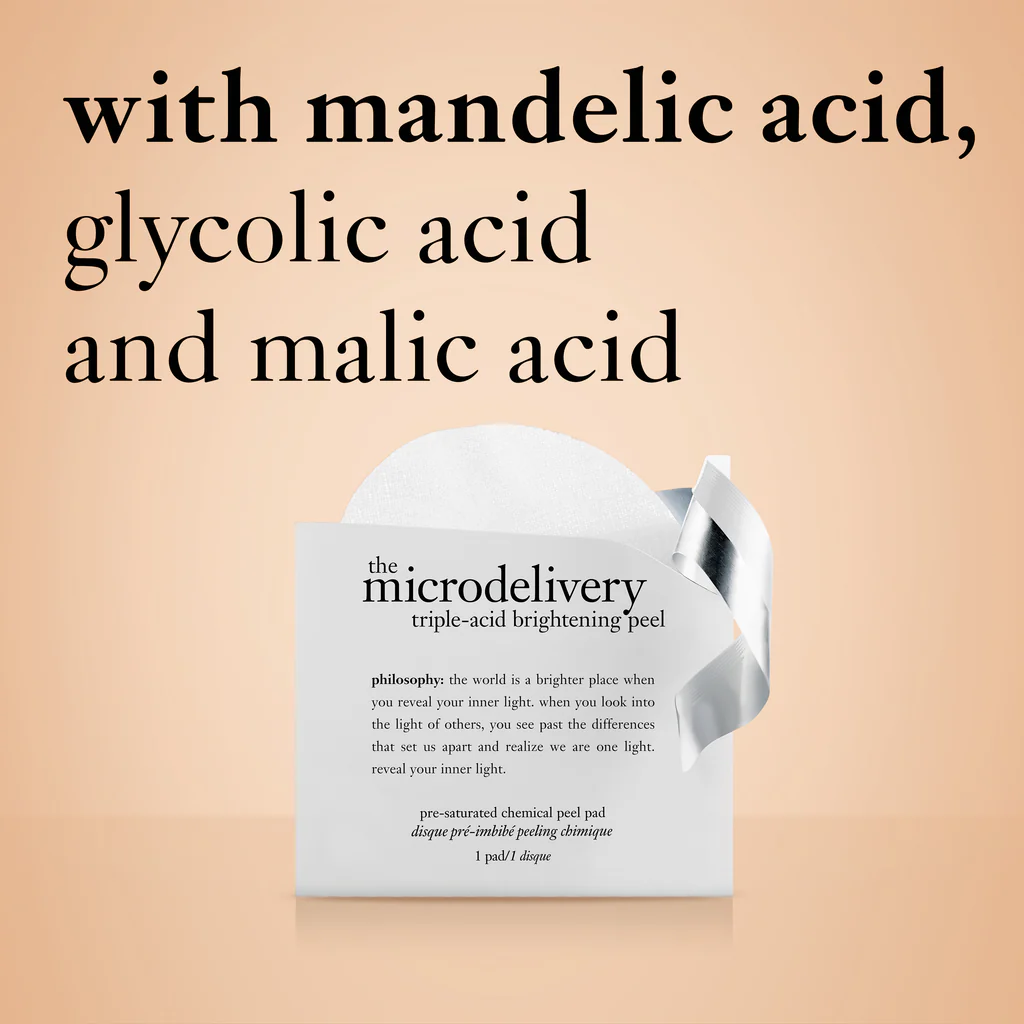 with mandelic acid,
glycolic acid
and malic acid
the
microdelivery
triple-acid brightening peel
philosophy: the world is a brighter place when
you reveal your inner light. when you look into
the light of others, you see past the differences
that set us apart and realize we are one light.
reveal your inner light.
pre-saturated chemical peel pad
disque pré-imbibé peeling chimique
1 pad/1 disque